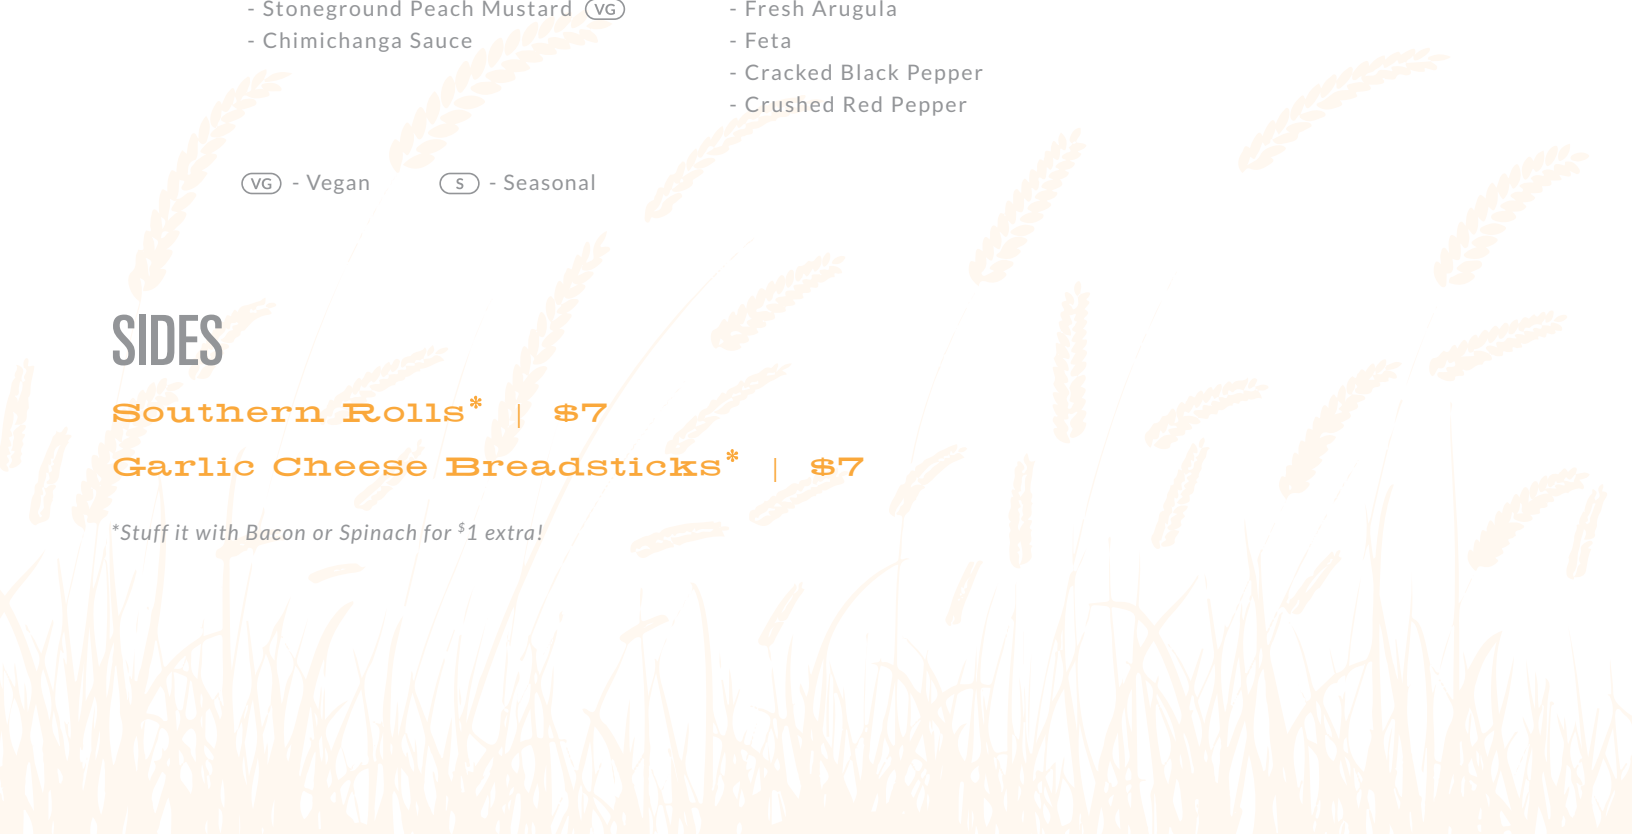 - Stoneground Peach Mustard VG
- Chimichanga Sauce
- Fresh Arugula
- Feta
- Cracked Black Pepper
- Crushed Red Pepper
VG - Vegan
S - Seasonal
SIDES
Southern Rolls* | $7
Garlic Cheese Breadsticks* | $7
*Stuff it with Bacon or Spinach for $1 extra!